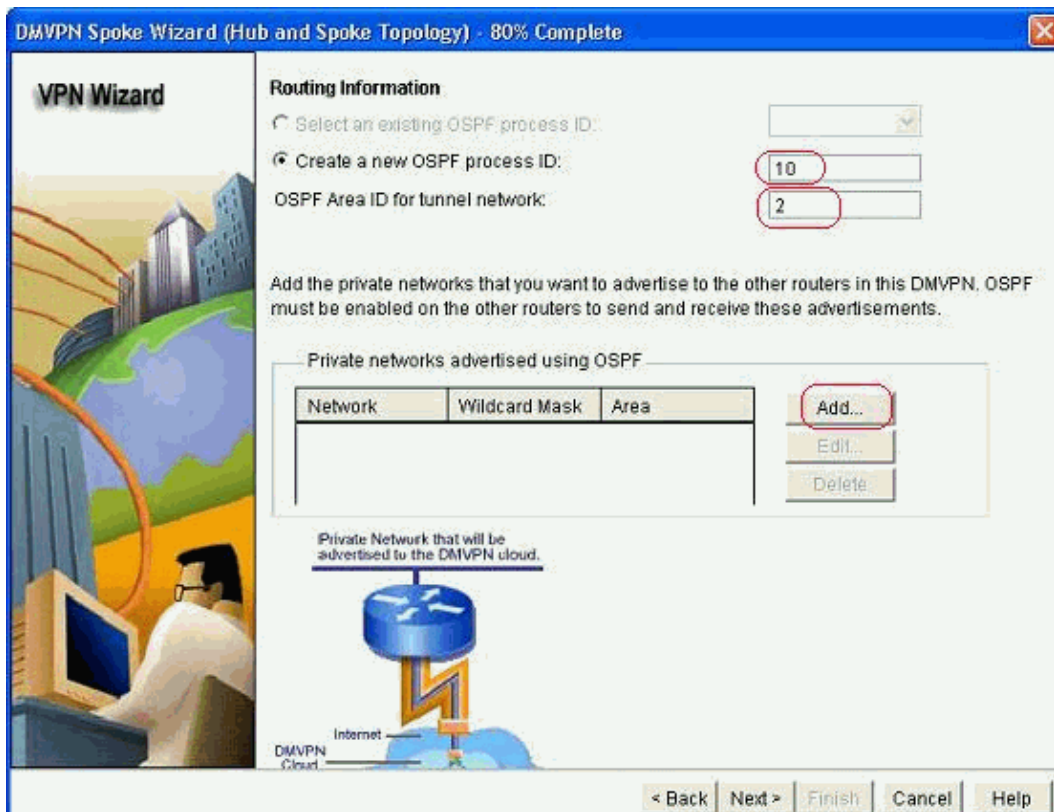 DMVPN Spoke Wizard (Hub and Spoke Topology) - 80% Complete
VPN Wizard
Routing Information
Select an existing OSPF process ID:
Create a new OSPF process ID:
10
OSPF Area ID for tunnel network:
2
Add the private networks that you want to advertise to the other routers in this DMVPN. OSPF
must be enabled on the other routers to send and receive these advertisements.
Private networks advertised using OSPF
Network Wildcard Mask Area
Add...
Edit...
Delete
Private Network that will be
advertised to the DMVPN cloud.
Internet
DMVPN
Cloud
< Back Next > Finish Cancel Help